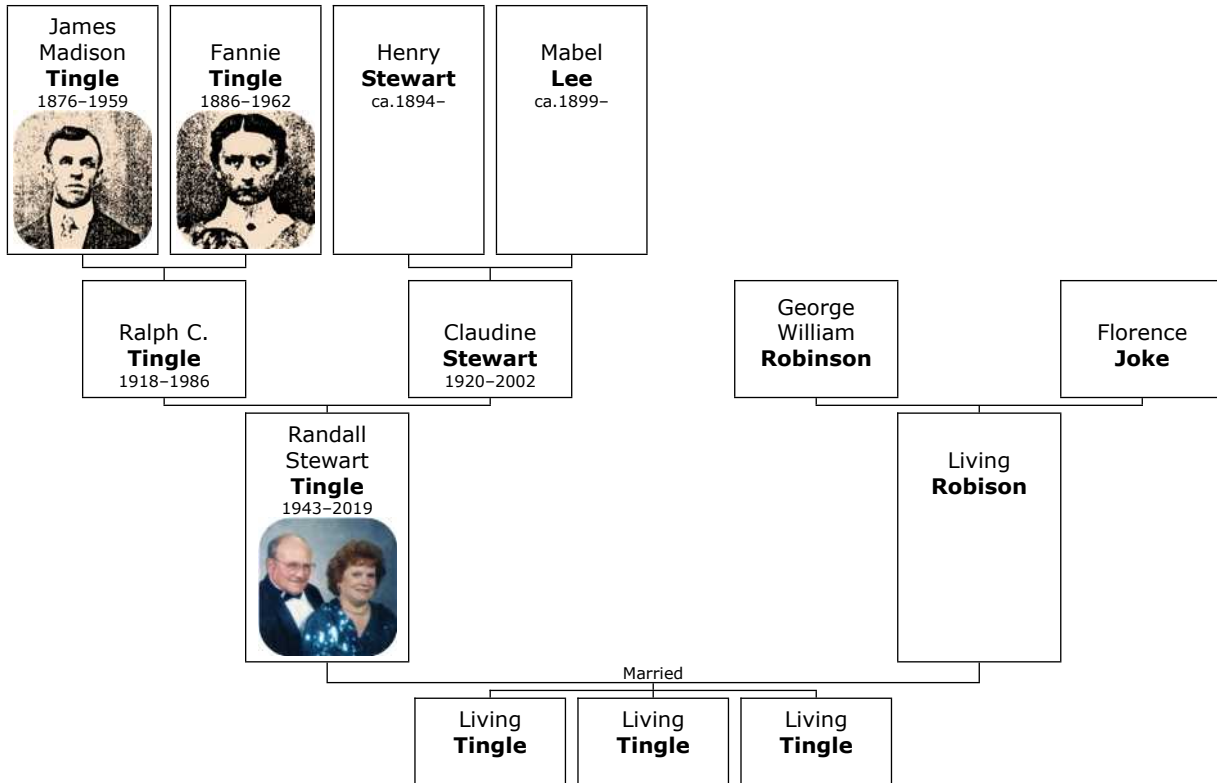 James
Madison
Tingle
1876–1959
Fannie
Tingle
1886–1962
Henry
Stewart
ca.1894–
Mabel
Lee
ca.1899–
Ralph C.
Tingle
1918–1986
Claudine
Stewart
1920–2002
George
William
Robinson
Florence
Joke
Randall
Stewart
Tingle
1943–2019
Living
Robison
Married
Living
Tingle
Living
Tingle
Living
Tingle